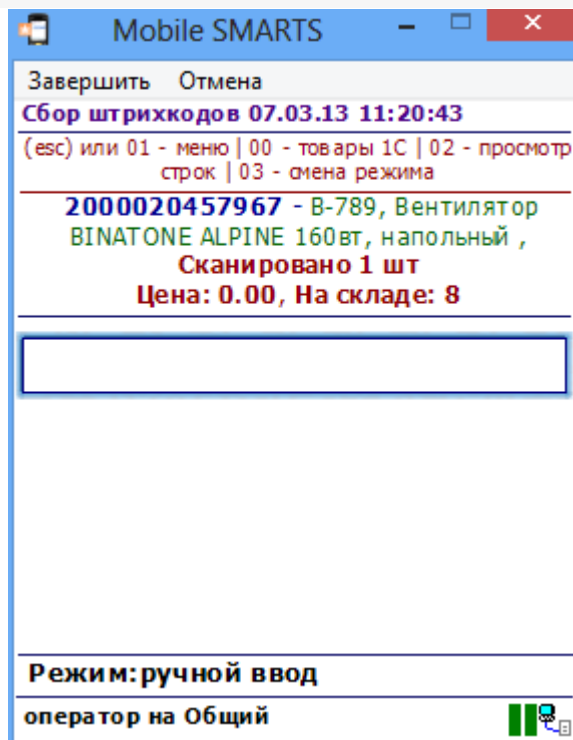 Mobile SMARTS
Завершить Отмена
Сбор штрихкодов 07.03.13 11:20:43
(esc) или 01 - меню | 00 - товары 1С | 02 - просмотр
строк | 03 - смена режима
2000020457967 - В-789, Вентилятор
BINATONE ALPINE 160вт, напольный ,
Сканировано 1 шт
Цена: 0.00, На складе: 8
Режим:ручной ввод
оператор на Общий